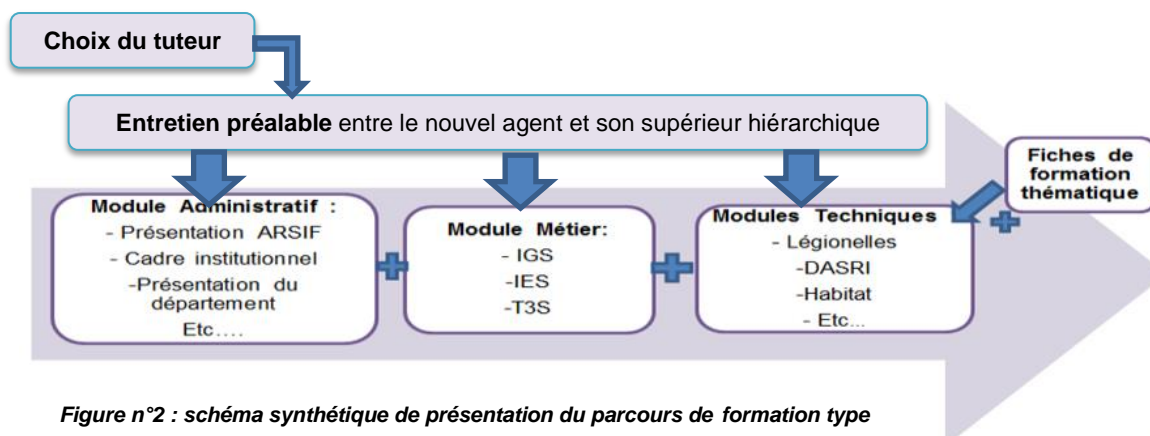 Choix du tuteur
Entretien préalable entre le nouvel agent et son supérieur hiérarchique
Fiches de
formation
thématique
Module Administratif :
- Présentation ARSIF
- Cadre institutionnel
-Présentation du
département
Etc....
Module Métier:
- IGS
-IES
-T3S
Modules Techniques
- Légionelles
-DASRI
-Habitat
- Etc...
Figure n°2 : schéma synthétique de présentation du parcours de formation type